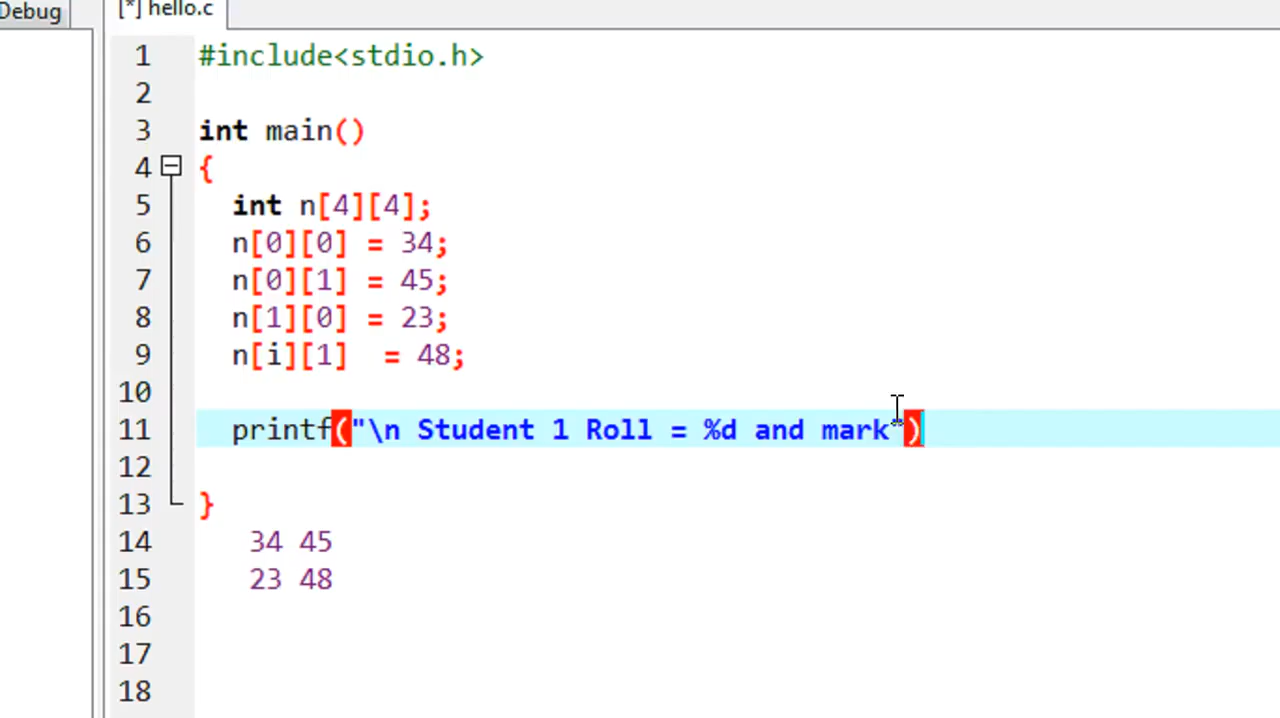 Debug
[*] hello.c
1 #include<stdio.h>
2
3 int main()
4 {
5 int n[4][4];
6 n[0][0] = 34;
7 n[0][1] = 45;
8 n[1][0] = 23;
9 n[i][1]  = 48;
10
11 printf("\n Student 1 Roll = %d and mark")
12
13 }
14 34 45
15 23 48
16
17
18